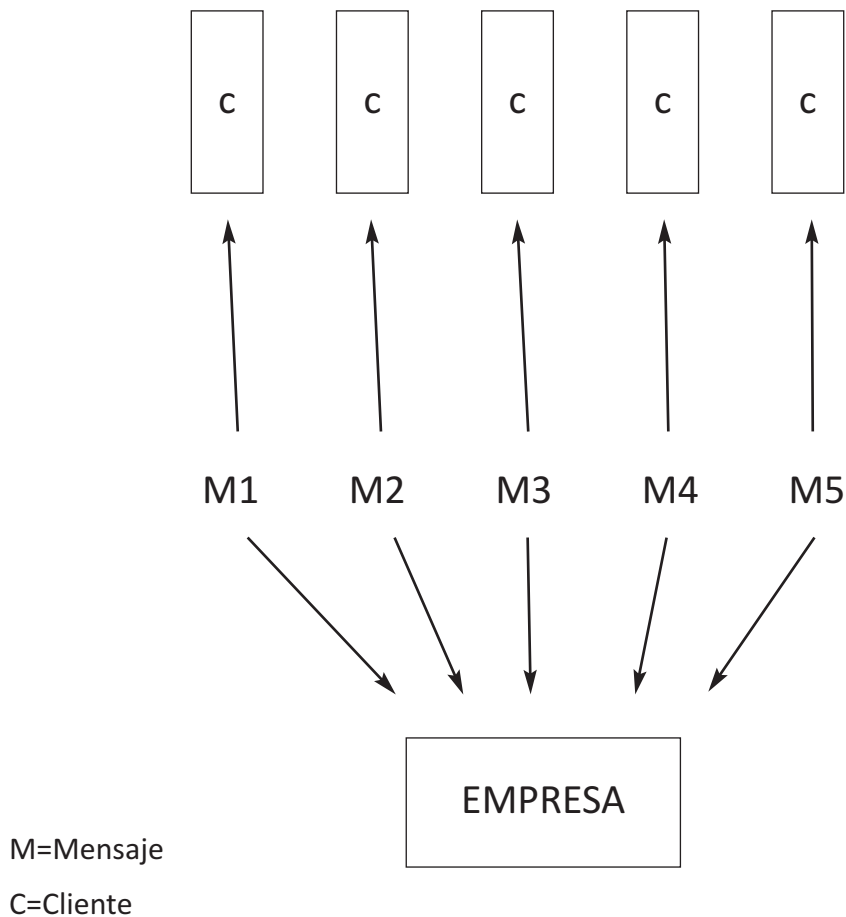 c c c c c
M1 M2 M3 M4 M5
EMPRESA
M=Mensaje
C=Cliente